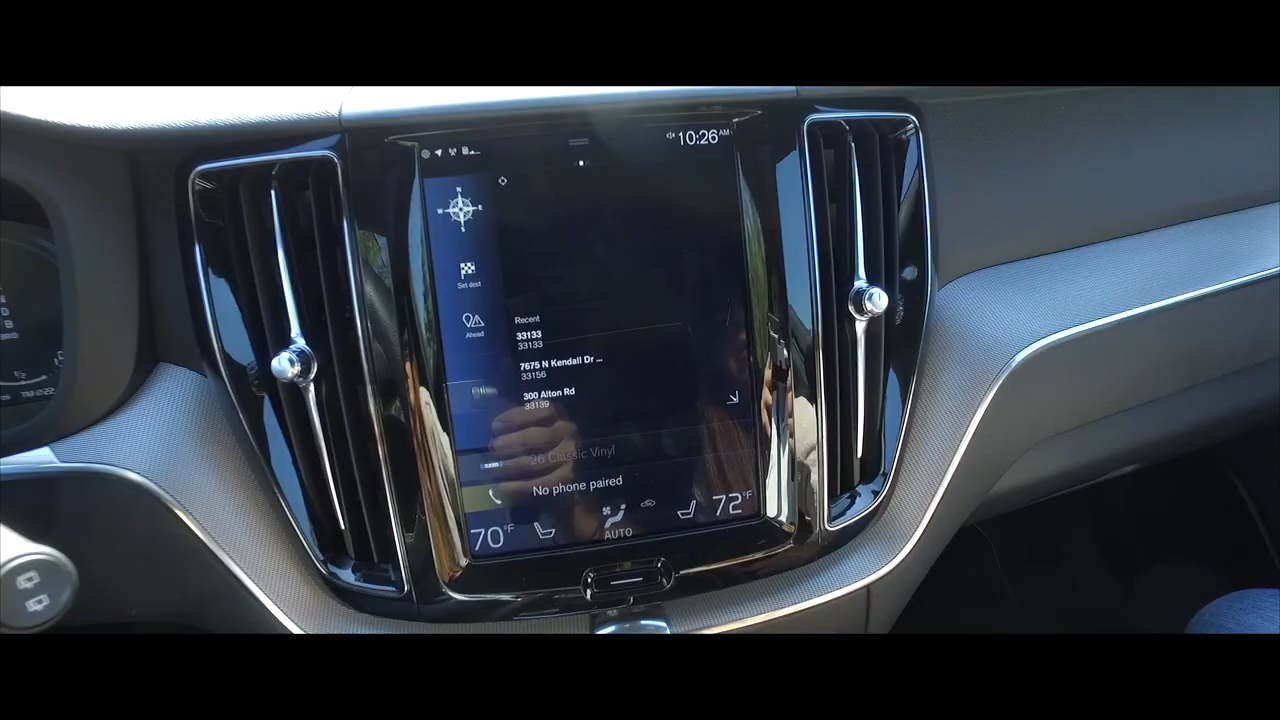 10:26 AM
N
W E
S
Set dest
Ahead
Recent
33133
33133
7675 N Kendall Dr ...
33156
300 Alton Rd
33139
26 Classic Vinyl
No phone paired
70°F
AUTO
72°F